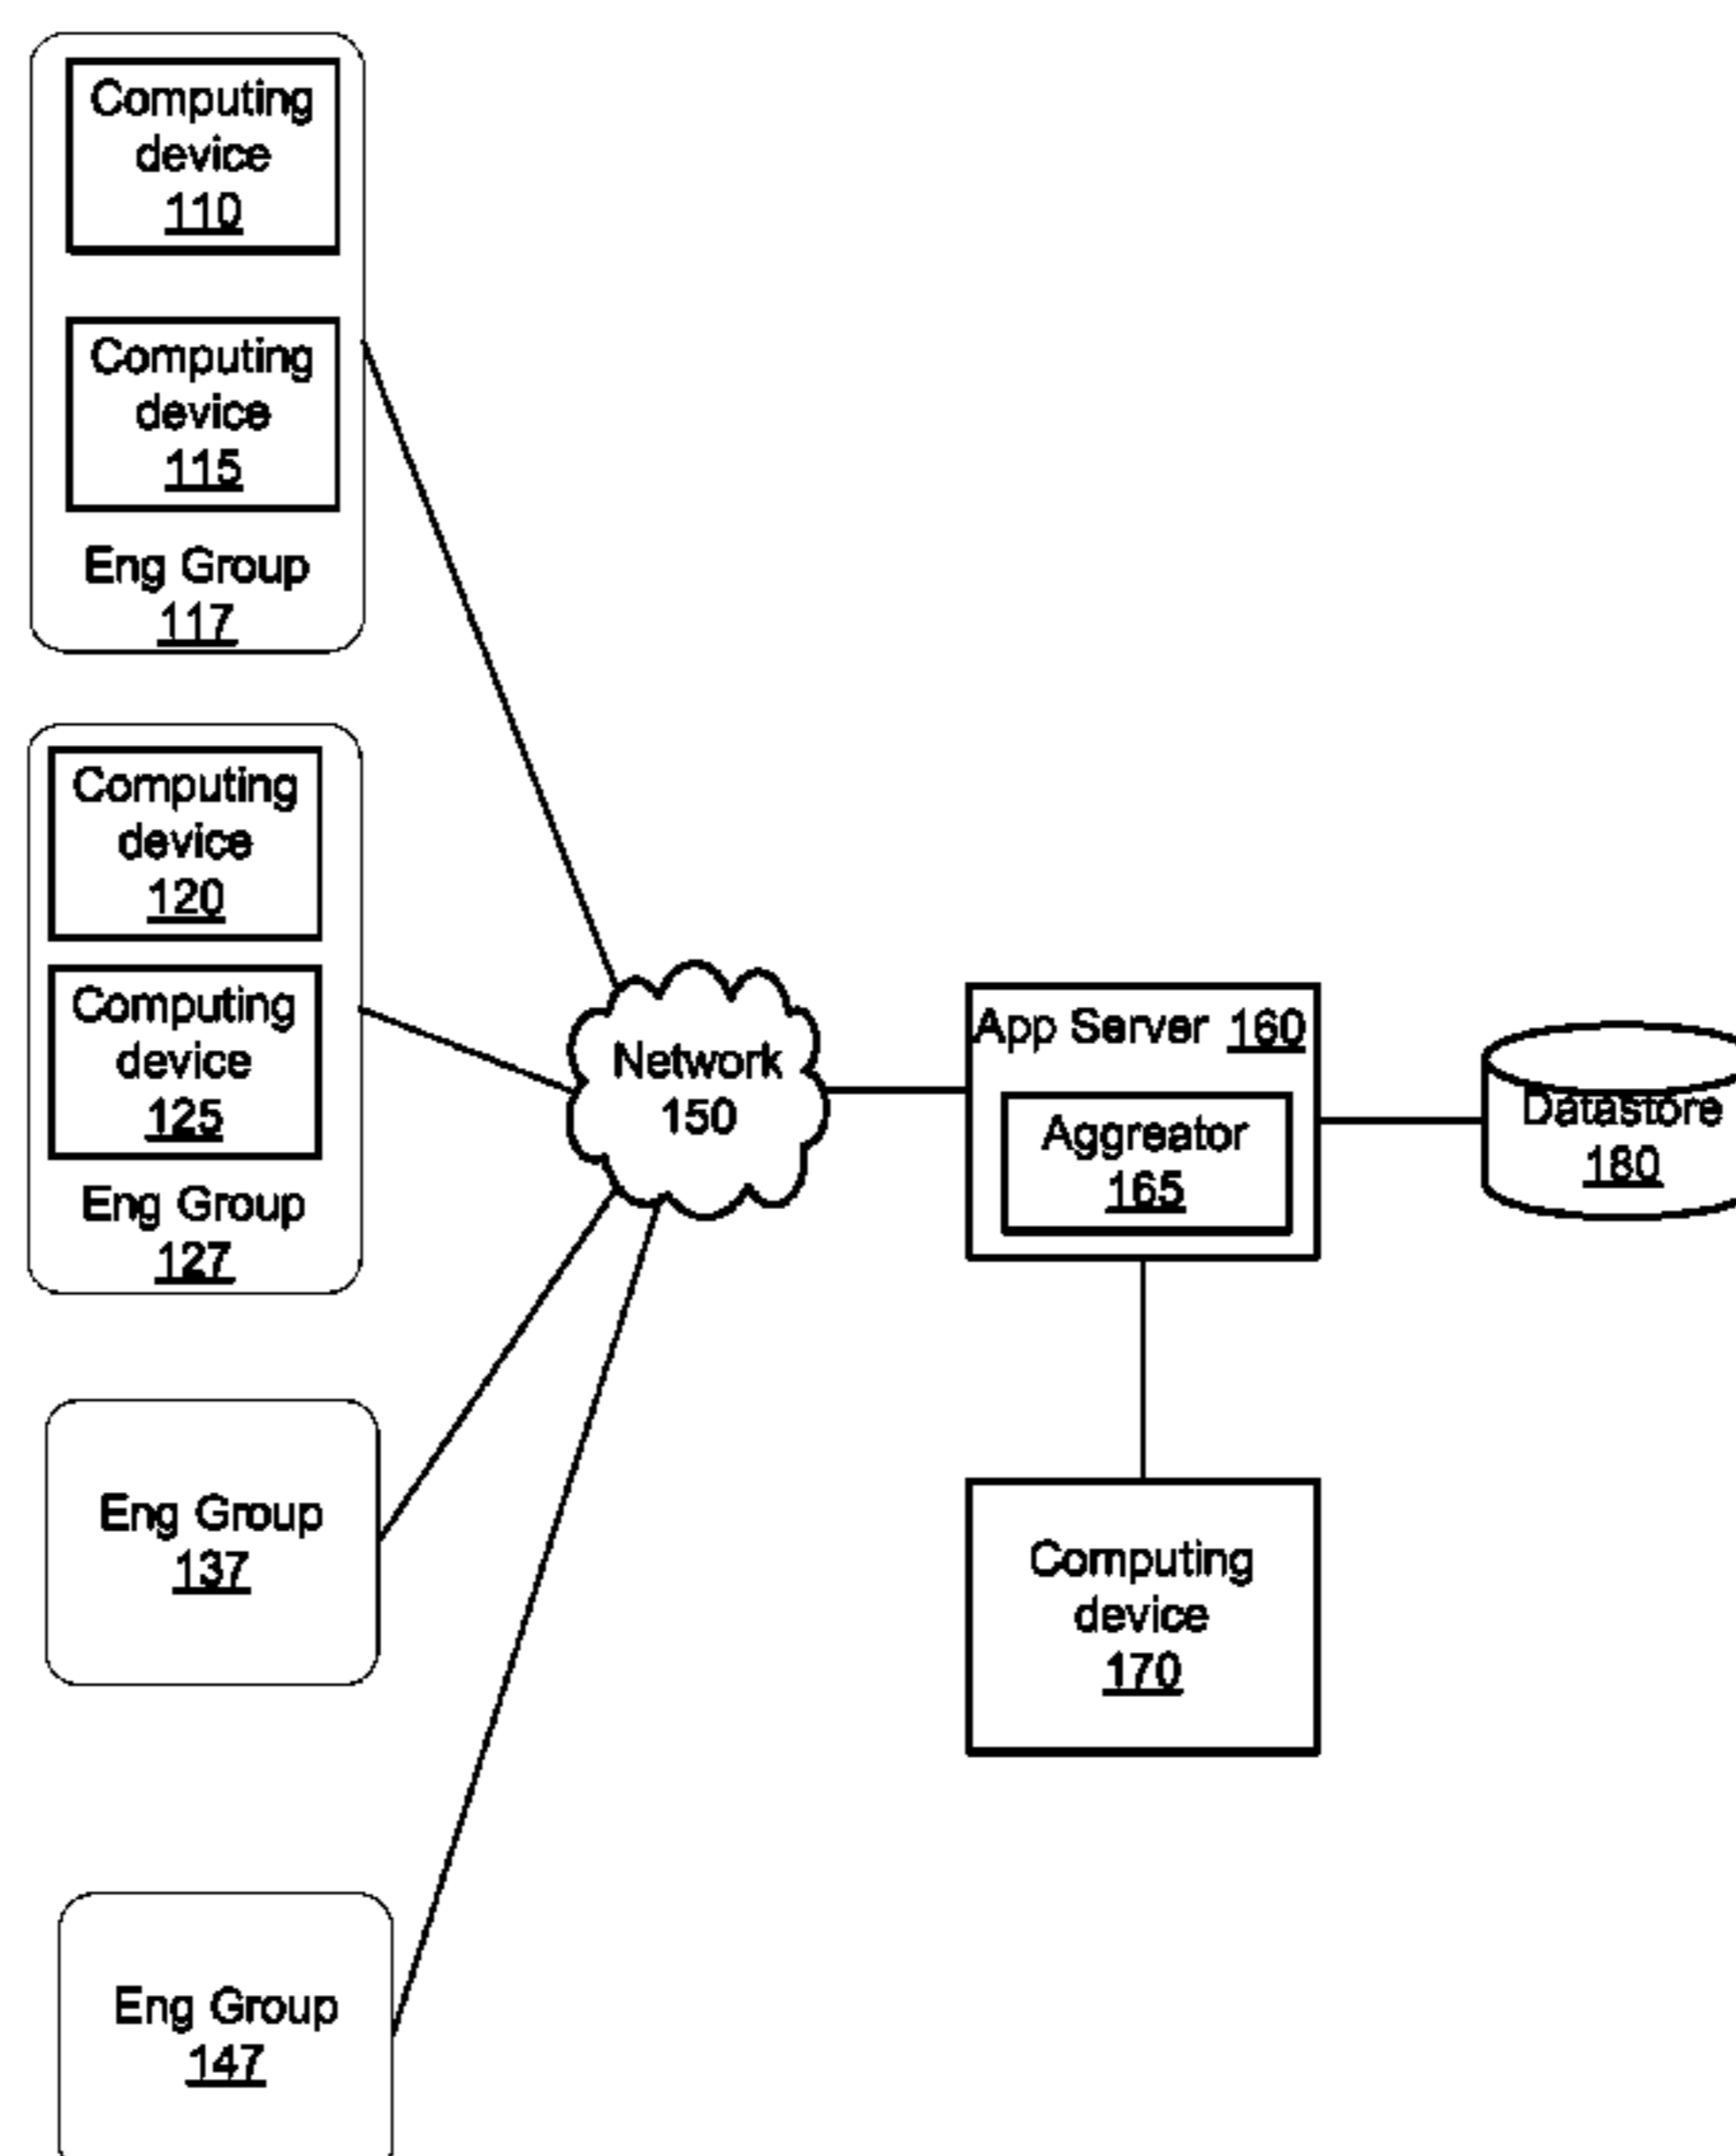 Computing
device
110
Computing
device
115
Eng Group
117
Computing
device
120
Computing
device
125
Eng Group
127
Eng Group
137
Eng Group
147
Network
150
App Server 160
Aggreator
165
Datastore
180
Computing
device
170